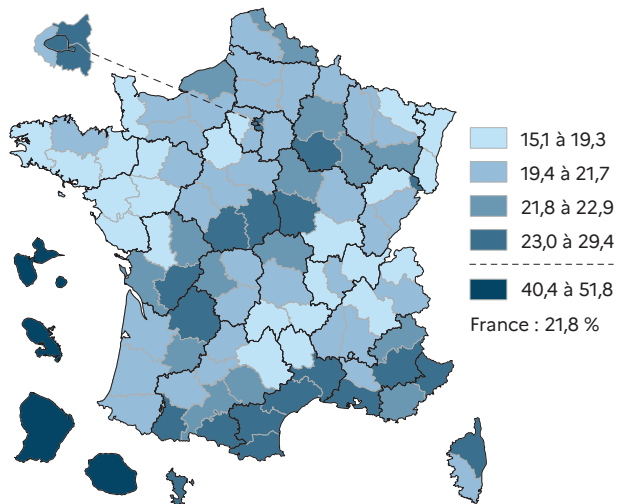 15,1 à 19,3
19,4 à 21,7
21,8 à 22,9
23,0 à 29,4
40,4 à 51,8
France : 21,8 %